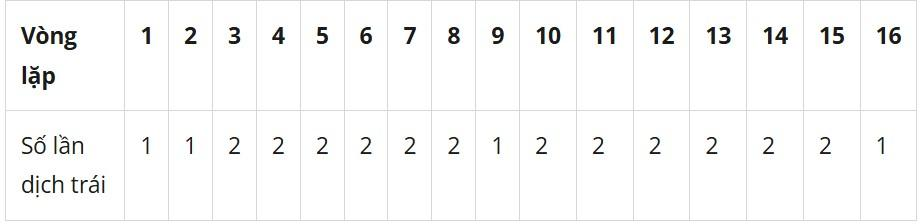 Vòng lặp 1 2 3 4 5 6 7 8 9 10 11 12 13 14 15 16
Số lần dịch trái 1 1 2 2 2 2 2 2 1 2 2 2 2 2 2 1